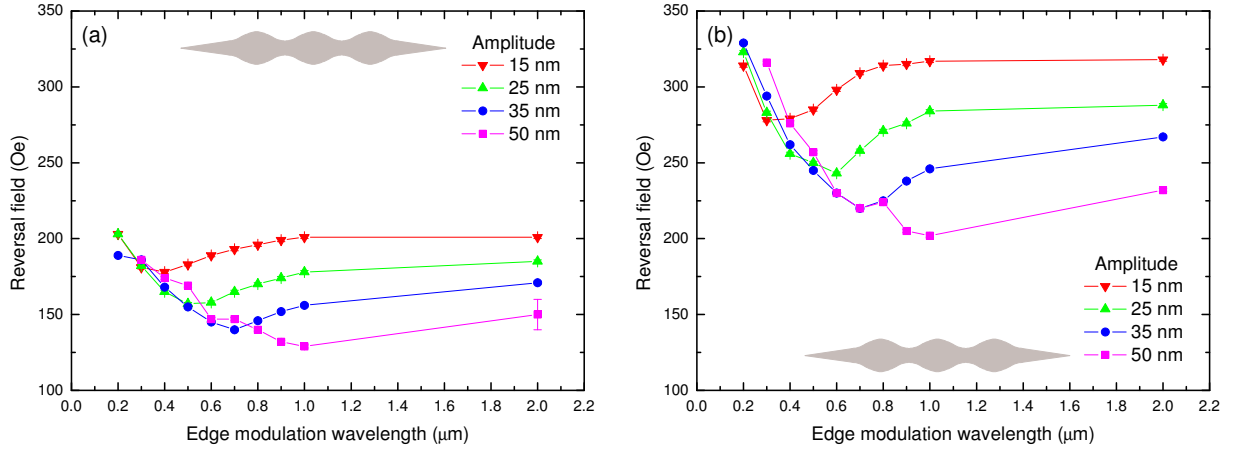 (a)
Amplitude
15 nm
25 nm
35 nm
50 nm
350
300
250
200
150
100
Reversal field (Oe)
0.0 0.2 0.4 0.6 0.8 1.0 1.2 1.4 1.6 1.8 2.0 2.2
Edge modulation wavelength (μm)
(b)
350
300
250
200
150
100
Reversal field (Oe)
Amplitude
15 nm
25 nm
35 nm
50 nm
0.0 0.2 0.4 0.6 0.8 1.0 1.2 1.4 1.6 1.8 2.0 2.2
Edge modulation wavelength (μm)